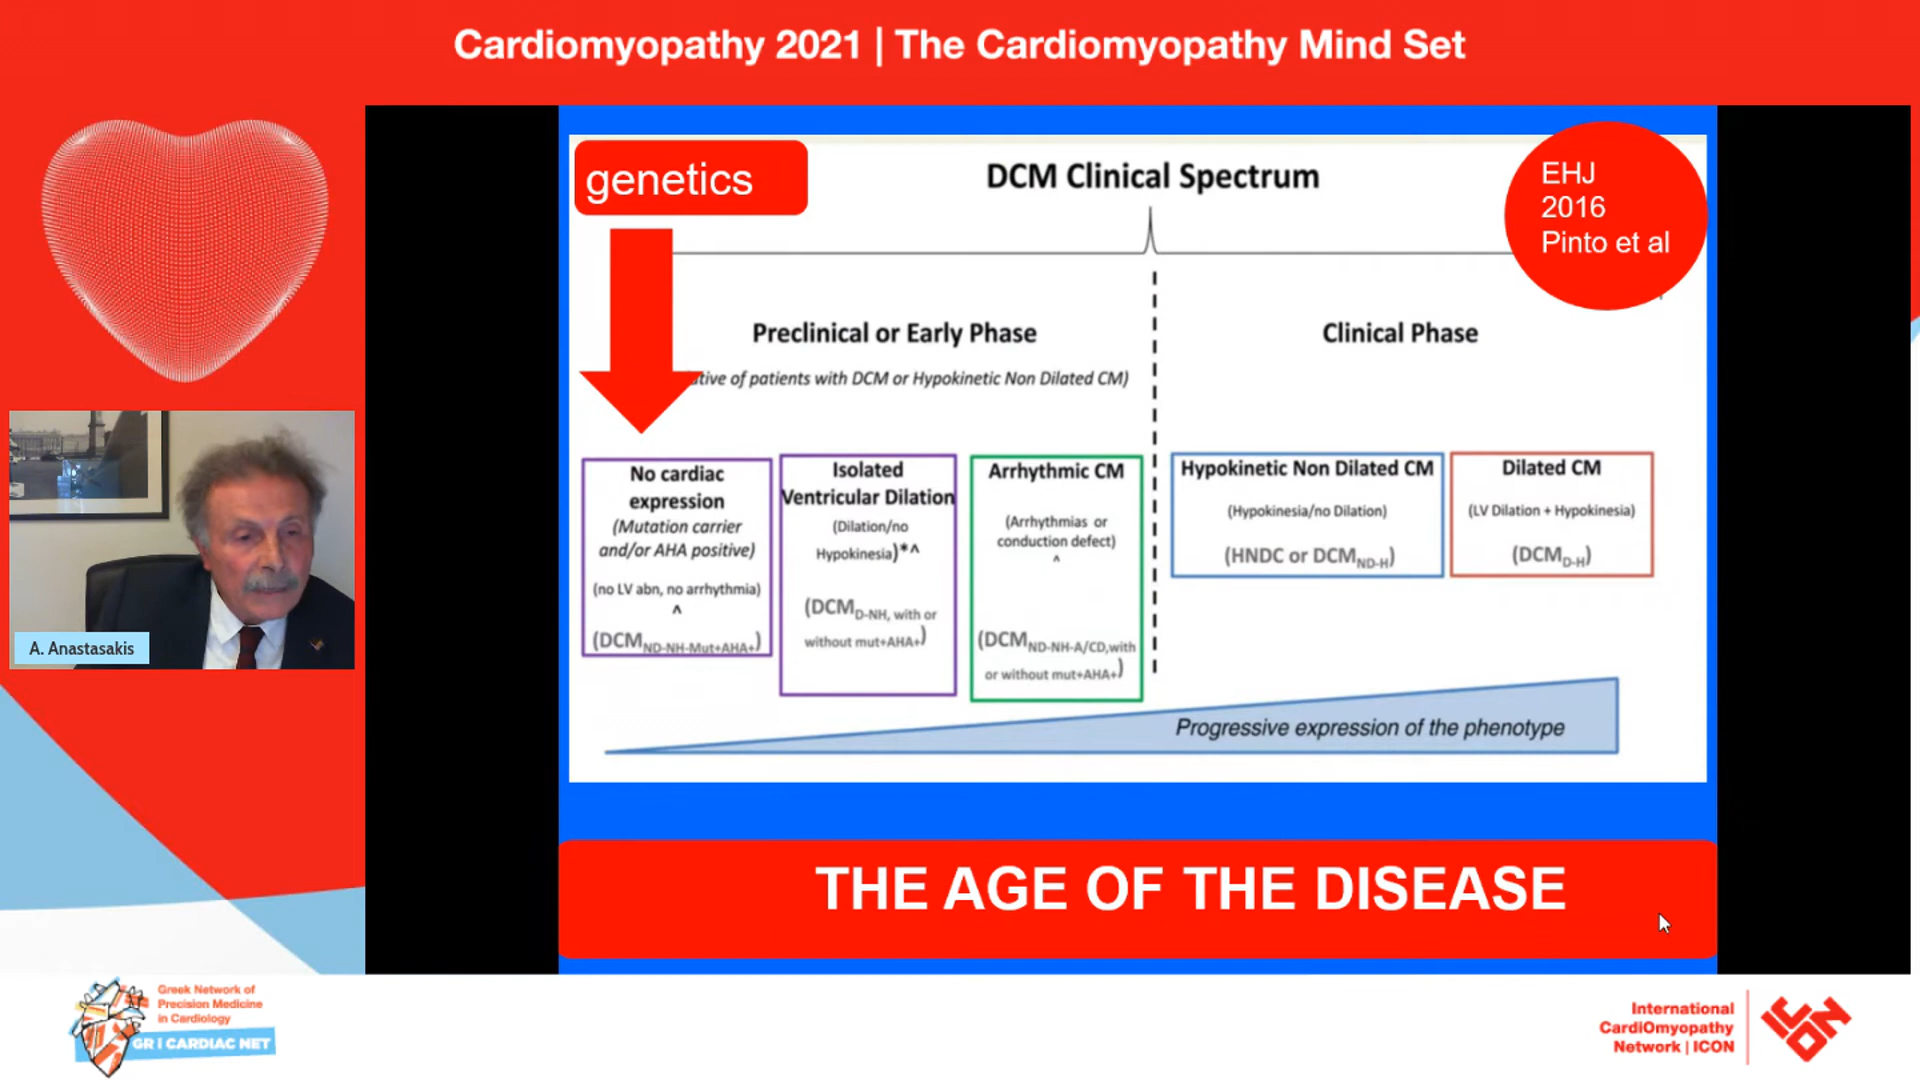 Cardiomyopathy 2021 | The Cardiomyopathy Mind Set
genetics
DCM Clinical Spectrum
EHJ
2016
Pinto et al
Preclinical or Early Phase
Clinical Phase
of patients with DCM or Hypokinetic Non Dilated CM)
No cardiac
expression
(Mutation carrier
and/or AHA positive)
(no LV abn, no arrhythmia)
^
(DCMND-NH-Mut+AHA+)
Isolated
Ventricular Dilation
(Dilation/no
Hypokinesia)*^
(DCMD-NH, with or
without mut+AHA+)
Arrhythmic CM
(Arrhythmias or
conduction defect)
^
(DCMND-NH-A/CD,with
or without mut+AHA+)
Hypokinetic Non Dilated CM
(Hypokinesia/no Dilation)
(HNDC or DCMND-H)
Dilated CM
(LV Dilation + Hypokinesia)
(DCMD-H)
Progressive expression of the phenotype
THE AGE OF THE DISEASE
A. Anastasakis
Greek Network of
Precision Medicine
in Cardiology
GR | CARDIAC NET
International
CardiOmyopathy
Network | ICON
ICON